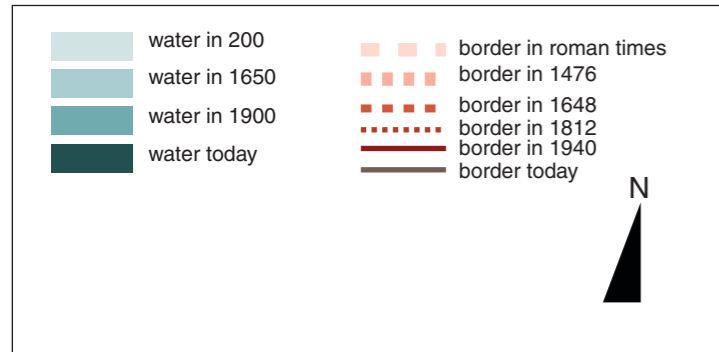 water in 200
water in 1650
water in 1900
water today
border in roman times
border in 1476
border in 1648
border in 1812
border in 1940
border today
N